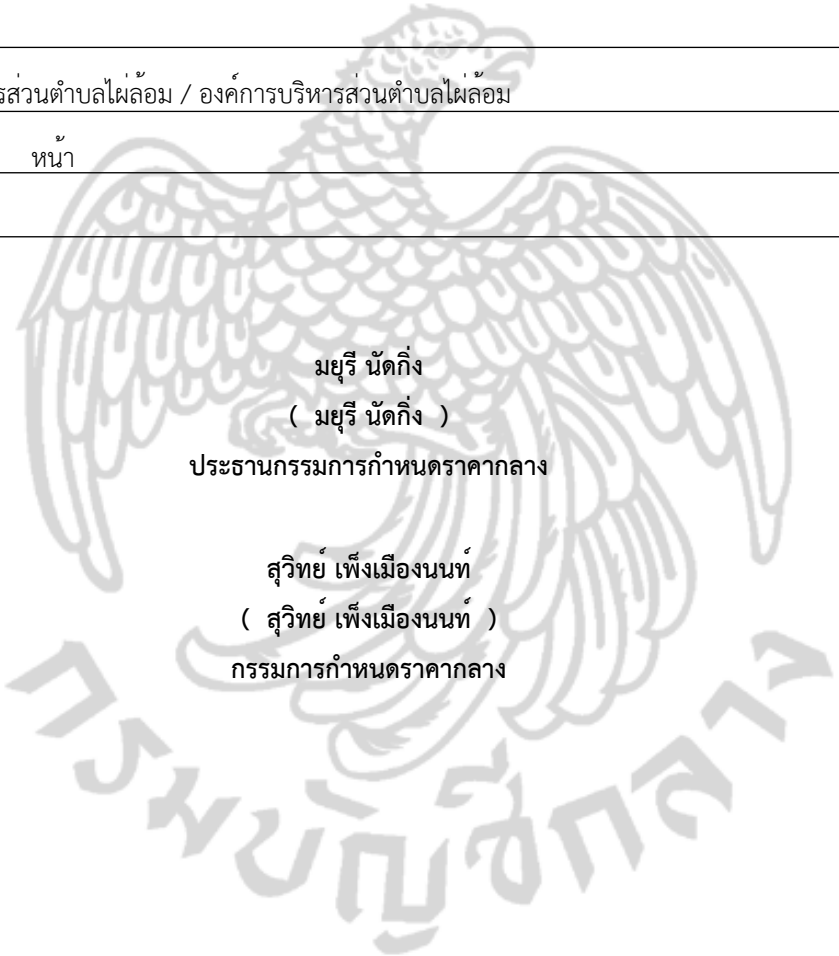 รส่วนตำบลไผ่ล้อม / องค์การบริหารส่วนตำบลไผ่ล้อม
หน้า
มยุรี นัดกิ่ง
( มยุรี นัดกิ่ง )
ประธานกรรมการกำหนดราคากลาง
สุวิทย์ เพ็งเมืองนนท์
( สุวิทย์ เพ็งเมืองนนท์ )
กรรมการกำหนดราคากลาง
กรมบัญชีกลาง